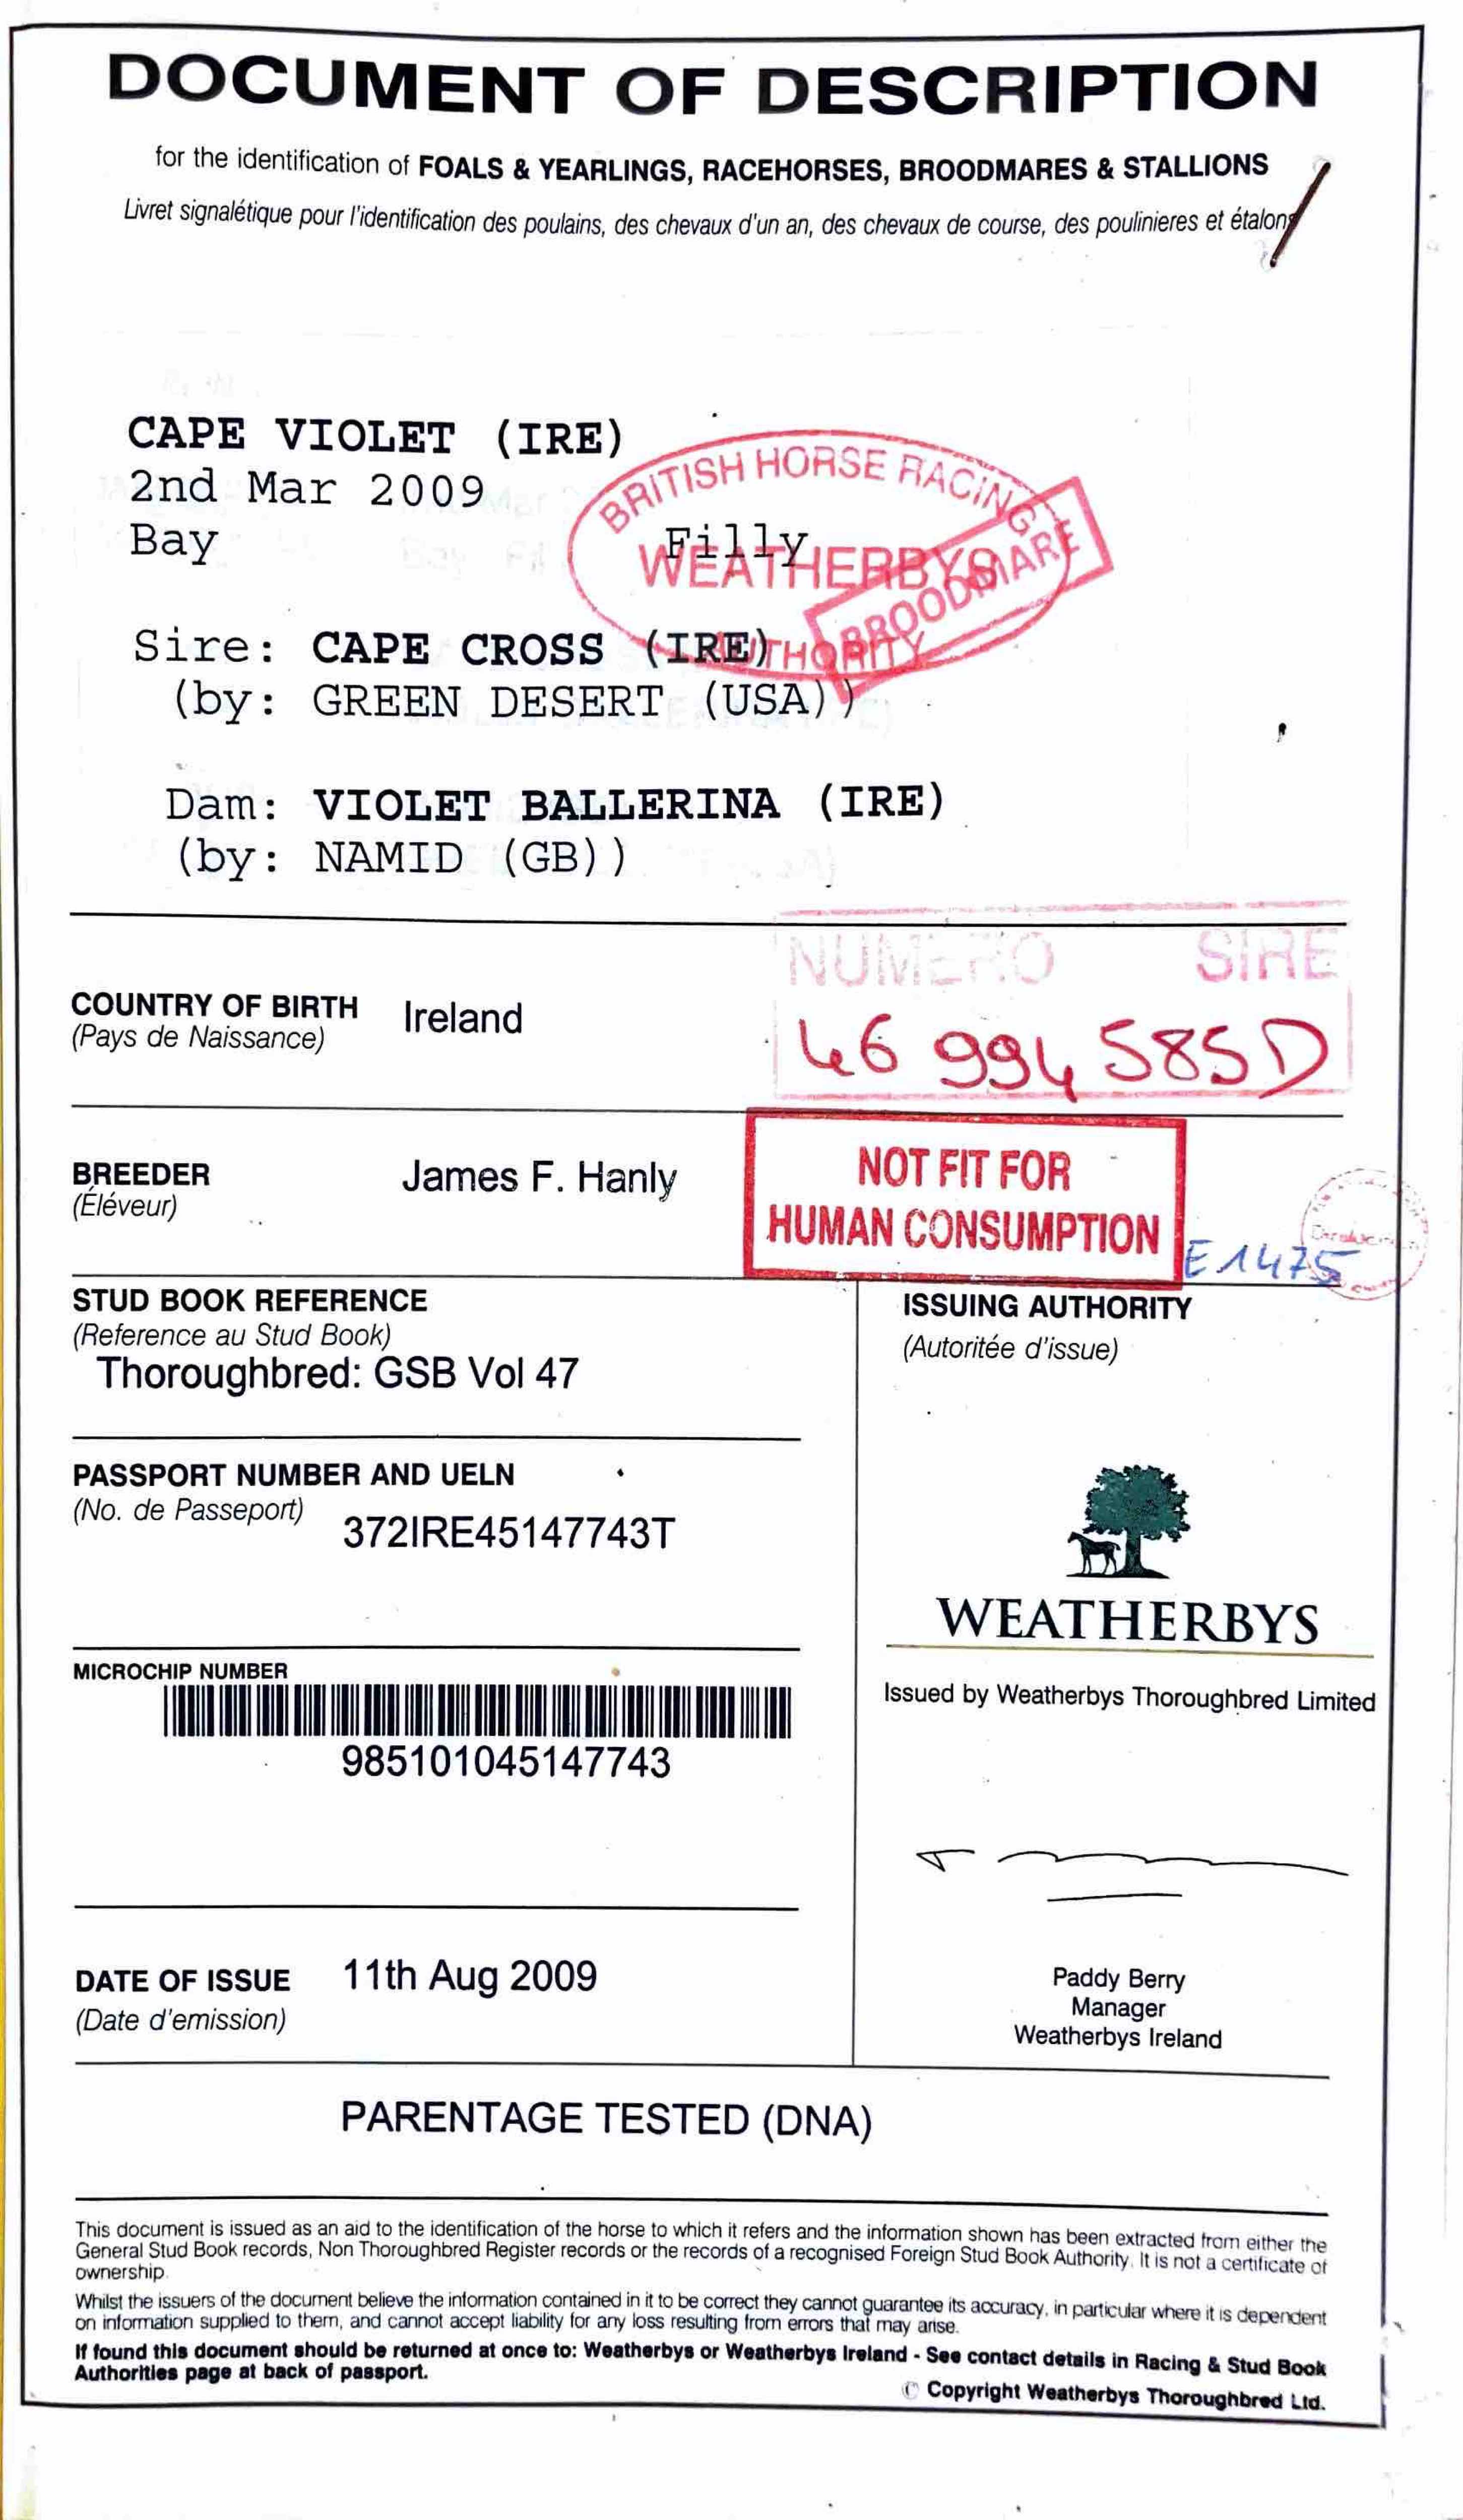 DOCUMENT OF DESCRIPTION
for the identification of FOALS & YEARLINGS, RACEHORSES, BROODMARES & STALLIONS
Livret signalétique pour l'identification des poulains, des chevaux d'un an, des chevaux de course, des poulinieres et étalons
CAPE VIOLET (IRE)
2nd Mar 2009
Bay Filly
BRITISH HORSE RACING
WEATHERBYS
AUTHORITY
BROODMARE
Sire: CAPE CROSS (IRE)
(by: GREEN DESERT (USA))
Dam: VIOLET BALLERINA (IRE)
(by: NAMID (GB))
NUMERO SIRE
46 994 585D
COUNTRY OF BIRTH Ireland
(Pays de Naissance)
BREEDER James F. Hanly
(Éléveur)
NOT FIT FOR
HUMAN CONSUMPTION
E1475
STUD BOOK REFERENCE
(Reference au Stud Book)
Thoroughbred: GSB Vol 47
ISSUING AUTHORITY
(Autoritée d'issue)
PASSPORT NUMBER AND UELN
(No. de Passeport)
372IRE45147743T
WEATHERBYS
Issued by Weatherbys Thoroughbred Limited
MICROCHIP NUMBER
985101045147743
DATE OF ISSUE 11th Aug 2009
(Date d'emission)
Paddy Berry
Manager
Weatherbys Ireland
PARENTAGE TESTED (DNA)
This document is issued as an aid to the identification of the horse to which it refers and the information shown has been extracted from either the
General Stud Book records, Non Thoroughbred Register records or the records of a recognised Foreign Stud Book Authority. It is not a certificate of
ownership.
Whilst the issuers of the document believe the information contained in it to be correct they cannot guarantee its accuracy, in particular where it is dependent
on information supplied to them, and cannot accept liability for any loss resulting from errors that may arise.
If found this document should be returned at once to: Weatherbys or Weatherbys Ireland - See contact details in Racing & Stud Book
Authorities page at back of passport.
© Copyright Weatherbys Thoroughbred Ltd.